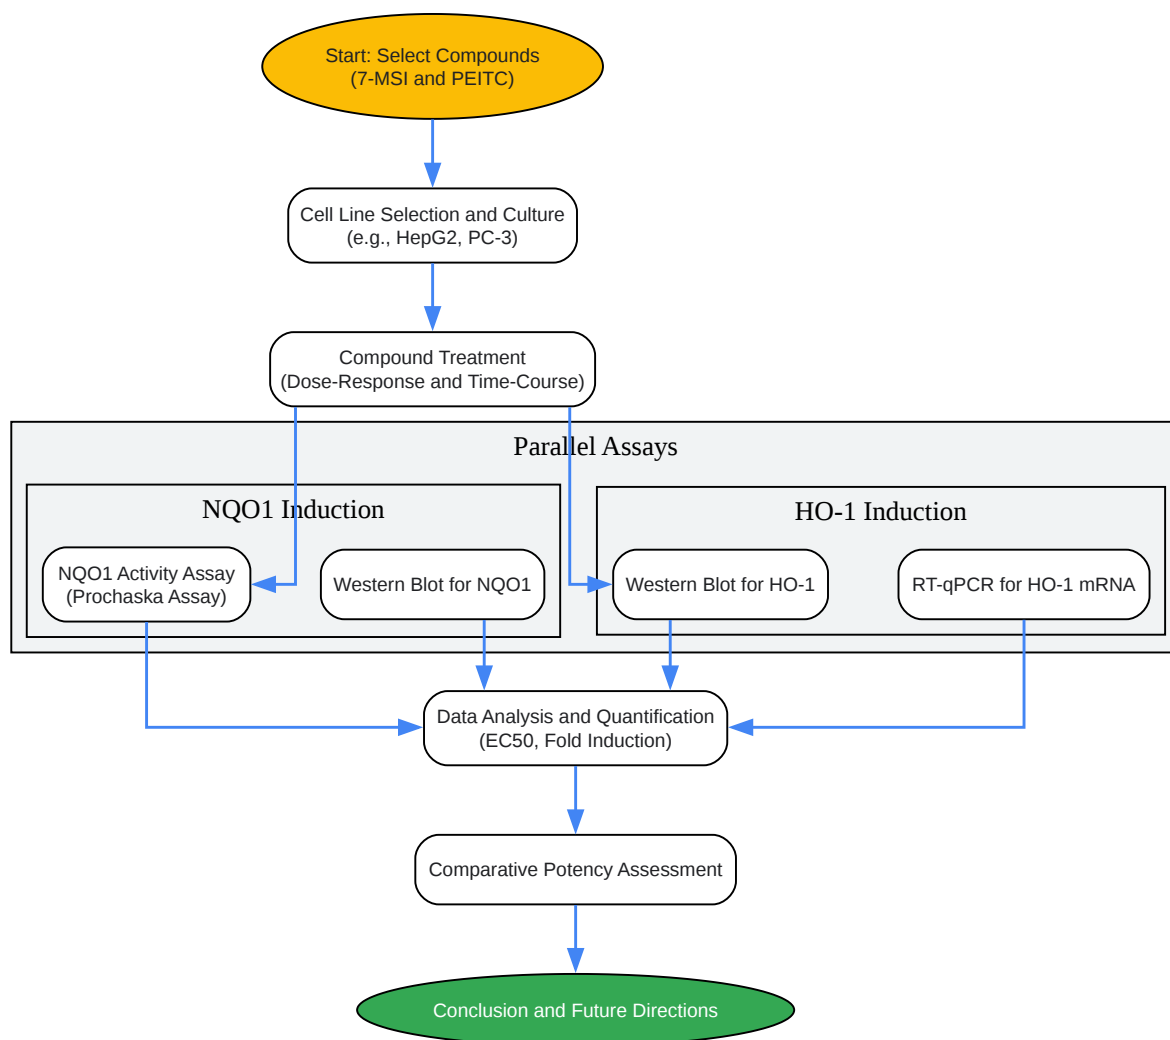 Start: Select Compounds
(7-MSI and PEITC)
Cell Line Selection and Culture
(e.g., HepG2, PC-3)
Compound Treatment
(Dose-Response and Time-Course)
Parallel Assays
NQO1 Induction
HO-1 Induction
NQO1 Activity Assay
(Prochaska Assay)
Western Blot for NQO1
Western Blot for HO-1
RT-qPCR for HO-1 mRNA
Data Analysis and Quantification
(EC50, Fold Induction)
Comparative Potency Assessment
Conclusion and Future Directions